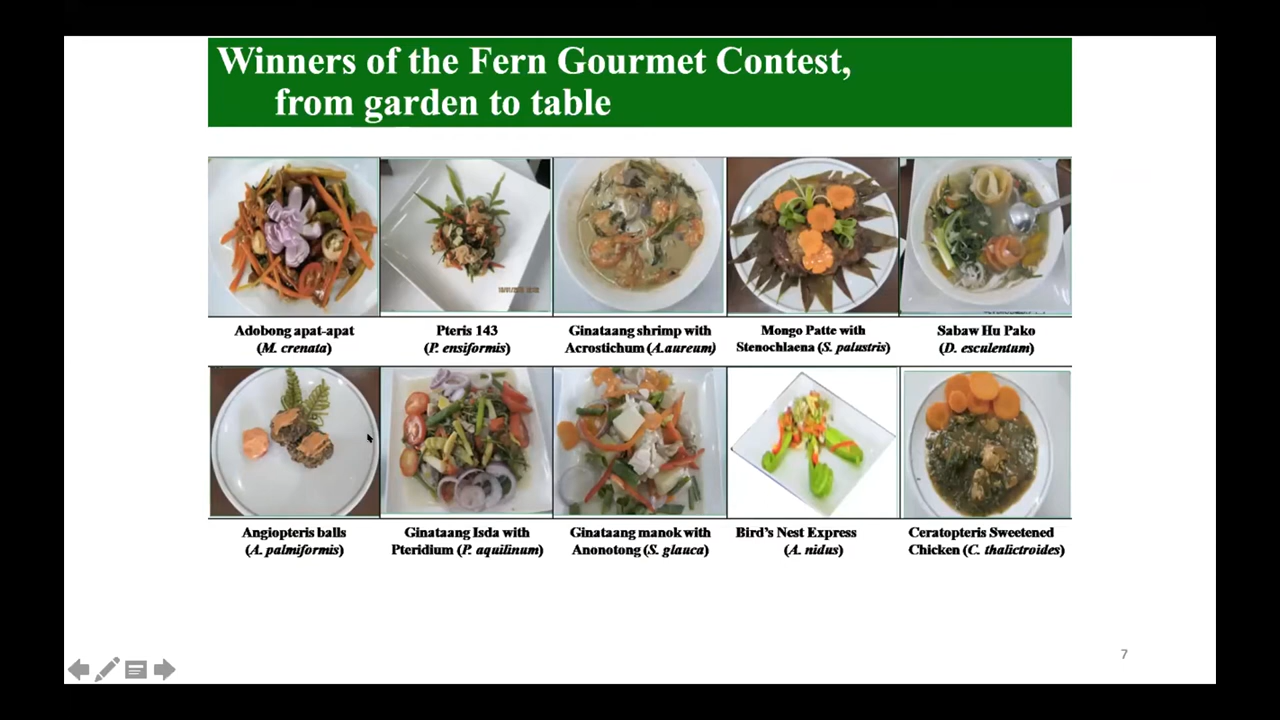 Winners of the Fern Gourmet Contest,
from garden to table
Adobong apat-apat
(M. crenata)
Pteris 143
(P. ensiformis)
Ginataang shrimp with
Acrostichum (A.aureum)
Mongo Patte with
Stenochlaena (S. palustris)
Sabaw Hu Pako
(D. esculentum)
Angiopteris balls
(A. palmiformis)
Ginataang Isda with
Pteridium (P. aquilinum)
Ginataang manok with
Anonotong (S. glauca)
Bird's Nest Express
(A. nidus)
Ceratopteris Sweetened
Chicken (C. thalictroides)
7